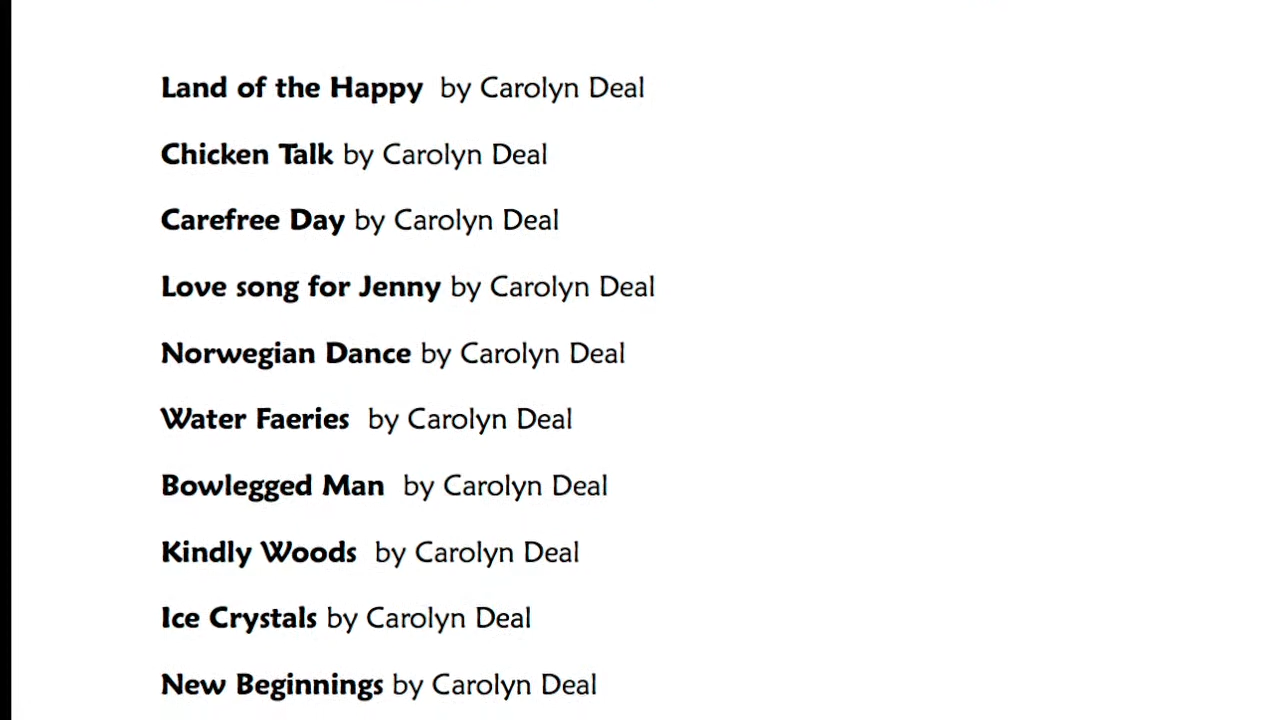 Land of the Happy by Carolyn Deal
Chicken Talk by Carolyn Deal
Carefree Day by Carolyn Deal
Love song for Jenny by Carolyn Deal
Norwegian Dance by Carolyn Deal
Water Faeries by Carolyn Deal
Bowlegged Man by Carolyn Deal
Kindly Woods by Carolyn Deal
Ice Crystals by Carolyn Deal
New Beginnings by Carolyn Deal